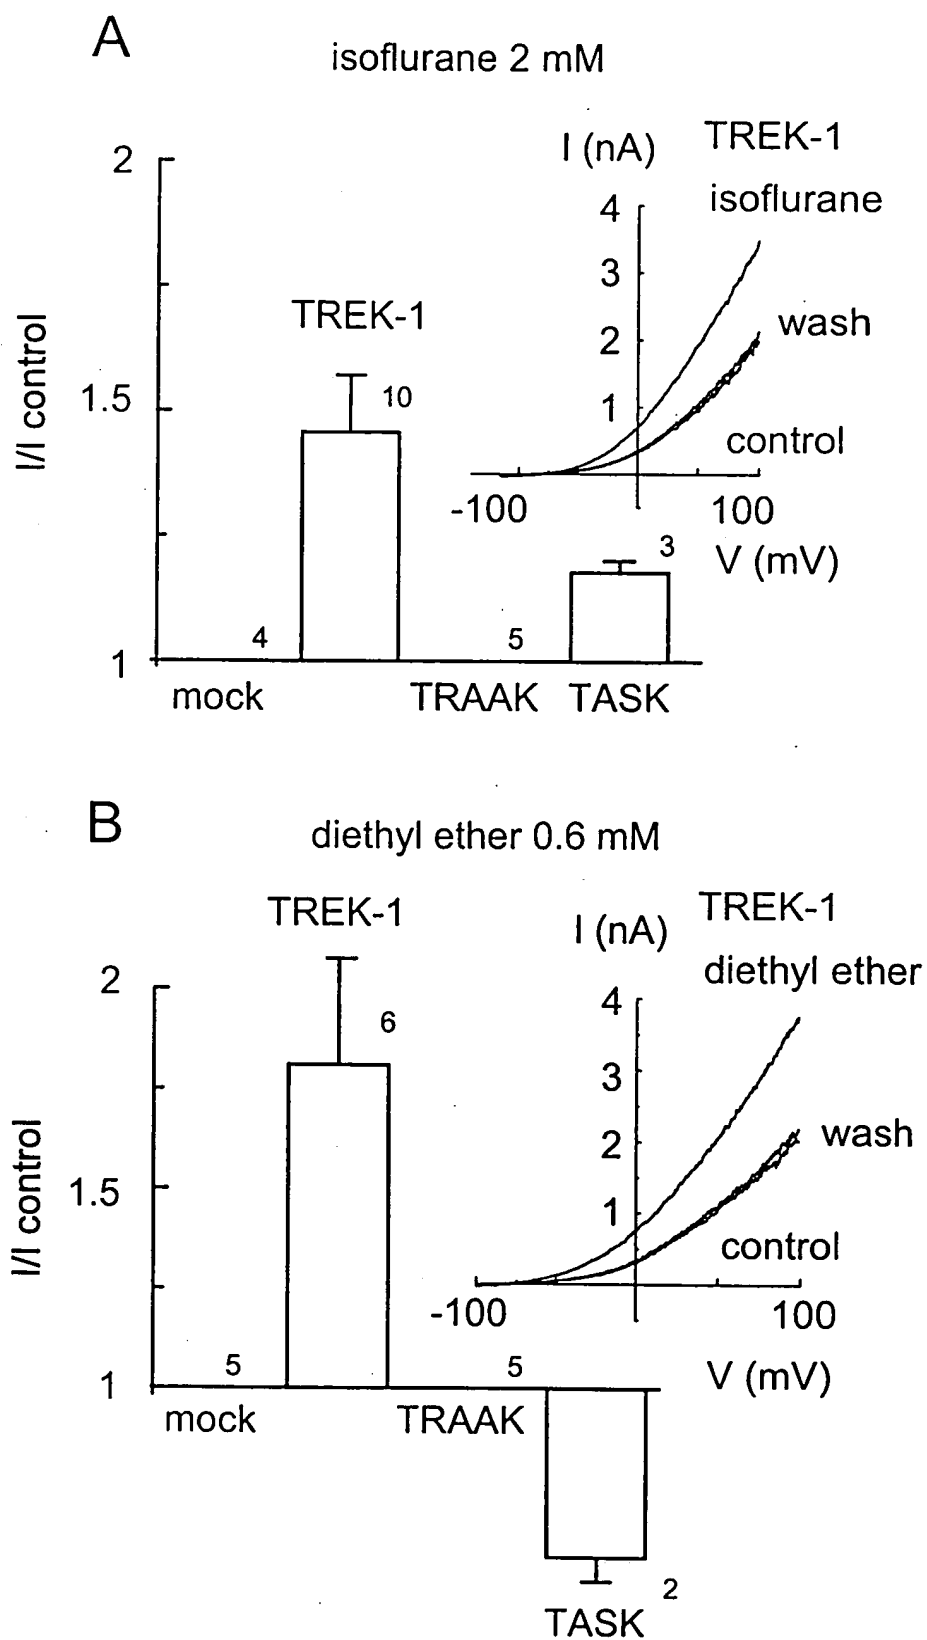 A
isoflurane 2 mM
I (nA)
TREK-1
isoflurane
2
4
3
TREK-1
wash
2
I/I control
1.5
10
1
control
-100
100
3
V (mV)
4
5
1
mock
TRAAK
TASK
B
diethyl ether 0.6 mM
TREK-1
TREK-1
I (nA)
diethyl ether
2
4
6
3
wash
2
I/I control
1.5
1
control
-100
100
5
5
V (mV)
1
mock
TRAAK
2
TASK